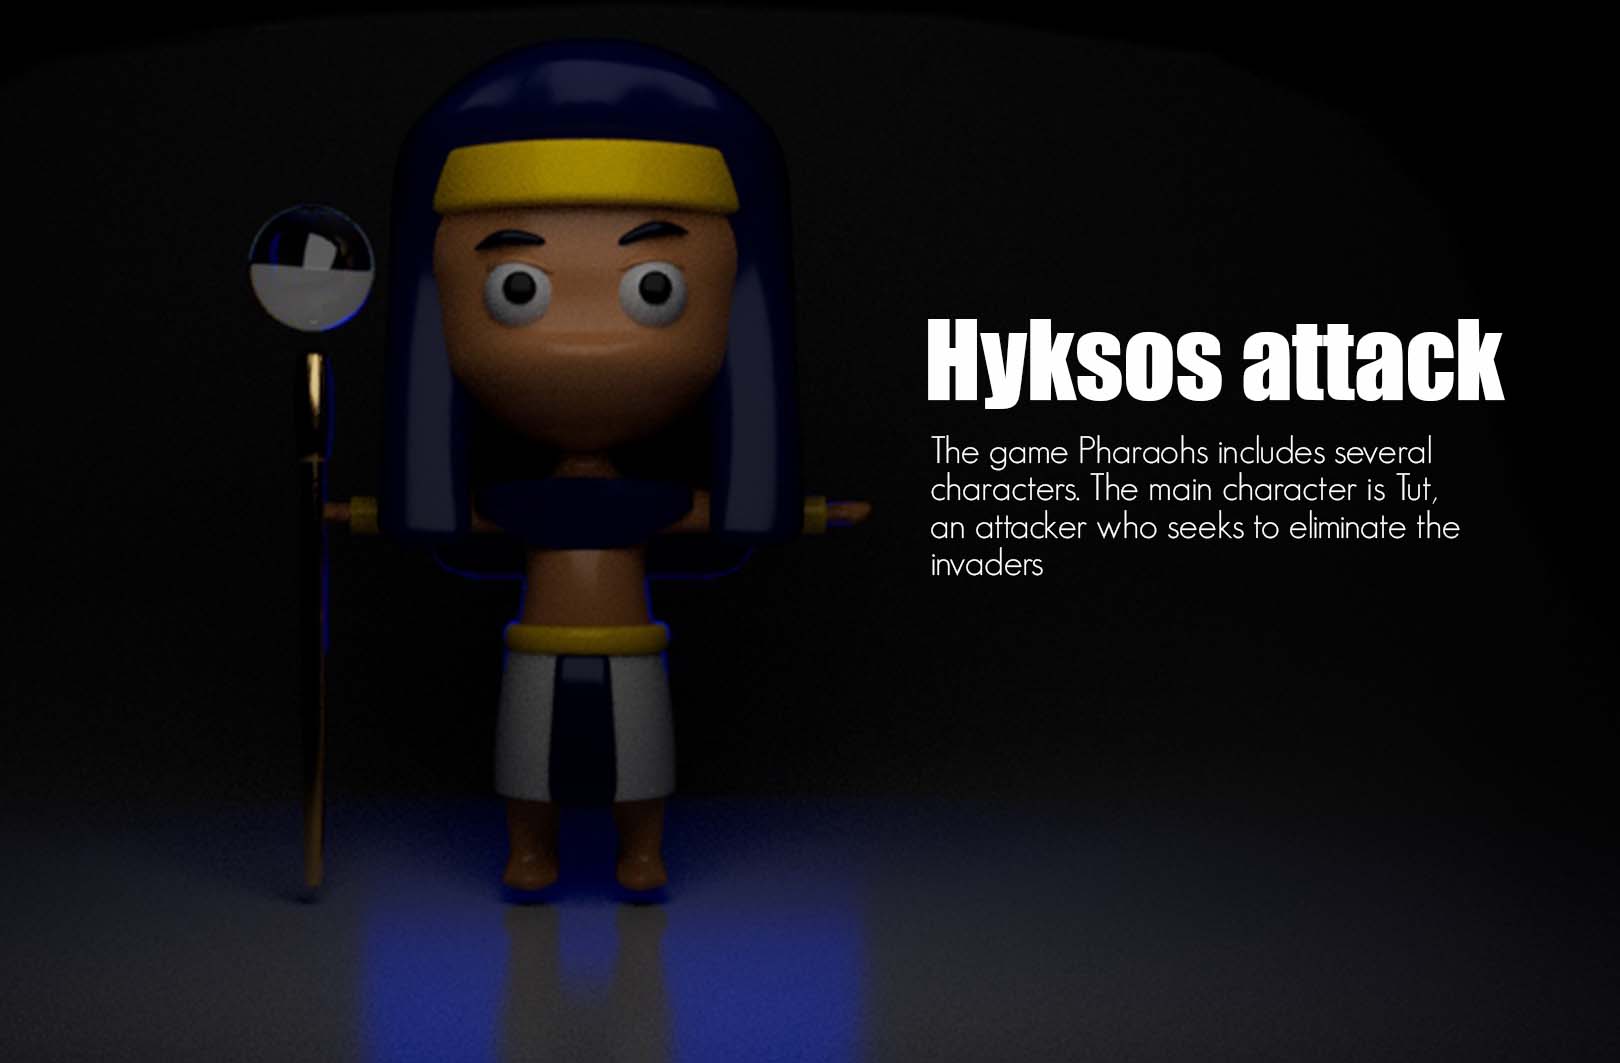 Hyksos attack
The game Pharaohs includes several
characters. The main character is Tut,
an attacker who seeks to eliminate the
invaders